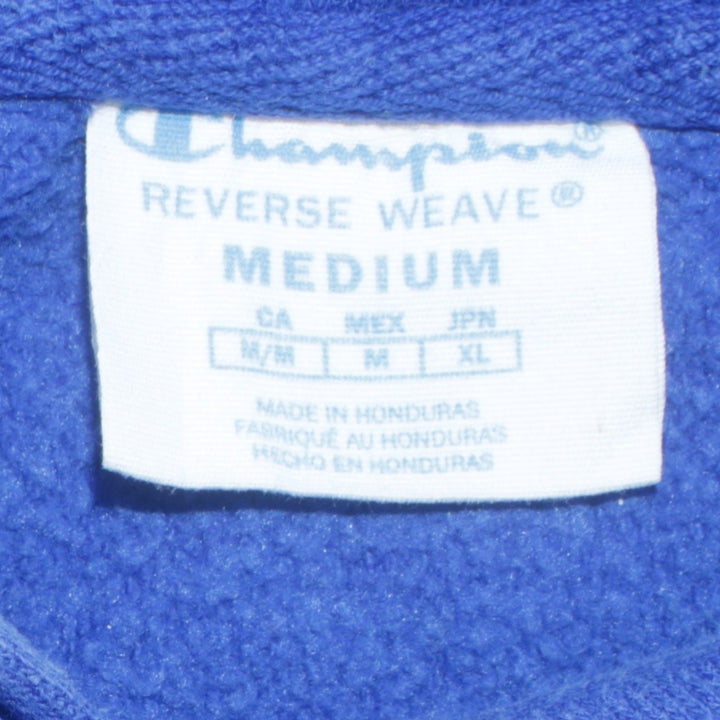 Champion®
REVERSE WEAVE®
MEDIUM
CA MEX JPN
M/M M XL
MADE IN HONDURAS
FABRIQUÉ AU HONDURAS
HECHO EN HONDURAS